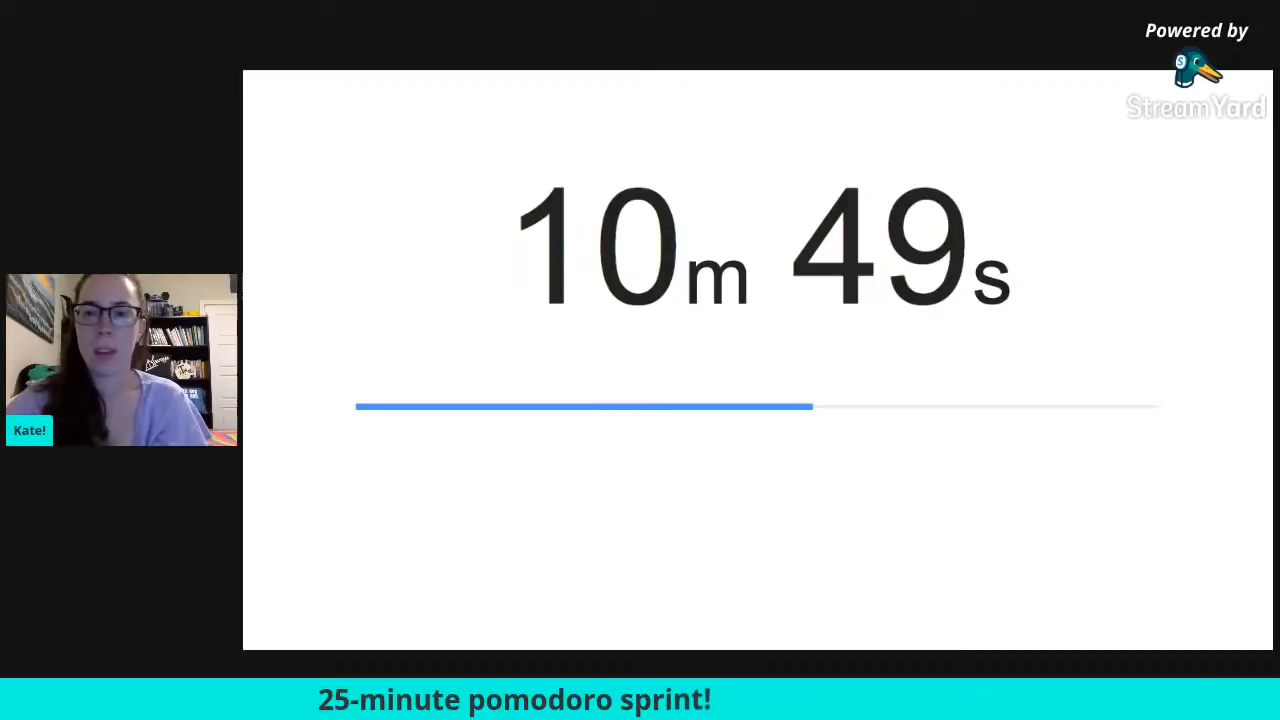 Powered by
StreamYard
10m 49s
Kate!
25-minute pomodoro sprint!